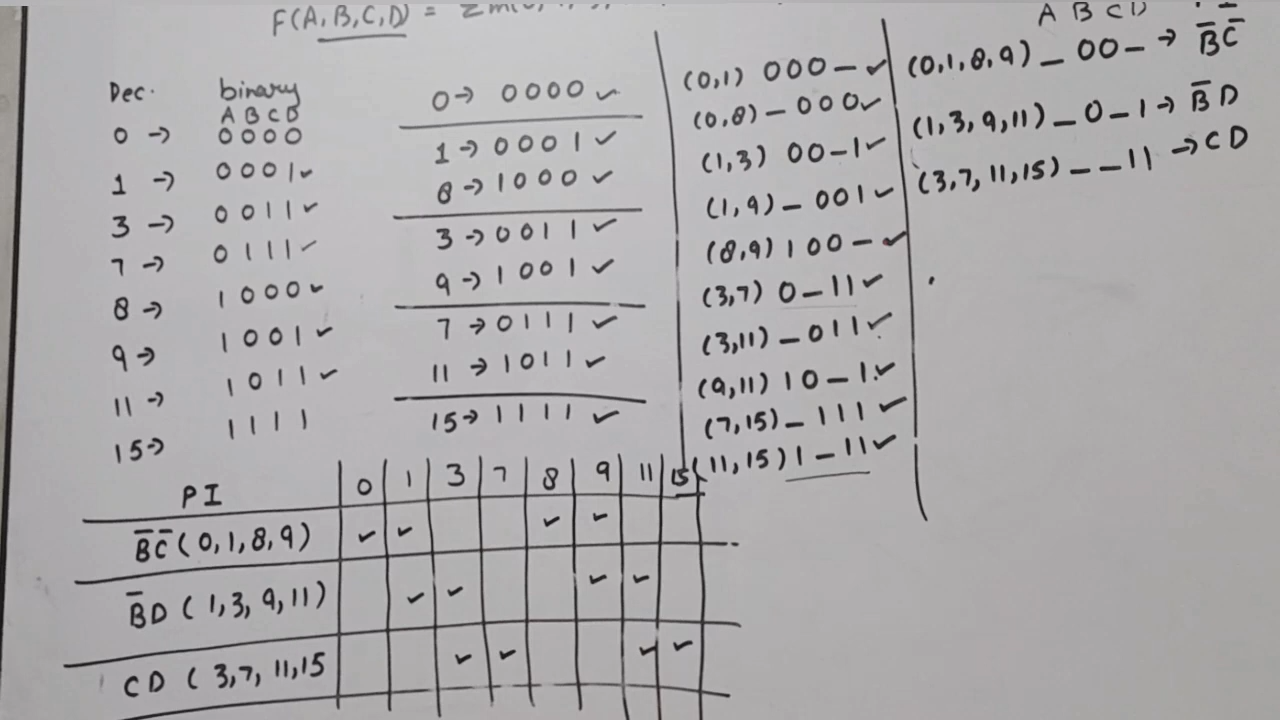 F(A,B,C,D) = Σm(0,
Dec. binary
A B C D
0 → 0000
1 → 0001✓
3 → 0011✓
7 → 0111✓
8 → 1000✓
9 → 1001✓
11 → 1011✓
15 → 1111
0 → 0000 ✓
1 → 0001 ✓
8 → 1000 ✓
3 → 0011 ✓
9 → 1001 ✓
7 → 0111 ✓
11 → 1011 ✓
15 → 1111 ✓
(0,1) 000– ✓
(0,8) –000✓
(1,3) 00–1✓
(1,9) –001✓
(8,9) 100–✓
(3,7) 0–11✓
(3,11) –011✓
(9,11) 10–1✓
(7,15) –111✓
(11,15) 1–11✓
A B C D
(0,1,8,9) _ 00 – → B̅C̅
(1,3,9,11) _ 0 – 1 → B̅D
(3,7,11,15) _ _ 11 → CD
PI 0 1 3 7 8 9 11 15
B̅C̅ (0,1,8,9) ✓ ✓ ✓ ✓
B̅D (1,3,9,11) ✓ ✓ ✓ ✓
CD (3,7,11,15 ✓ ✓ ✓ ✓